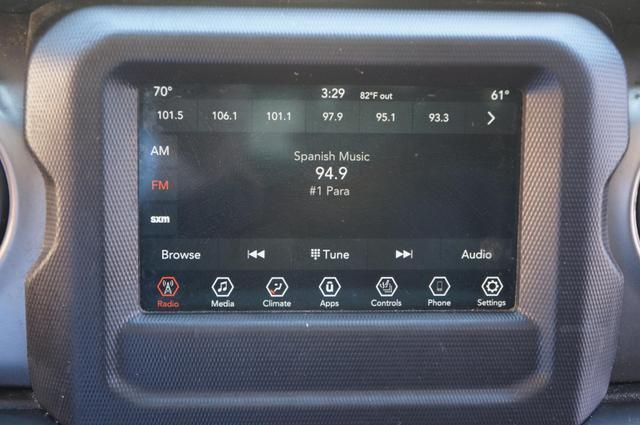 70° 3:29 82°F out 61°
101.5 106.1 101.1 97.9 95.1 93.3
AM
Spanish Music
94.9
FM
#1 Para
sxm
Browse Tune Audio
Radio Media Climate Apps Controls Phone Settings